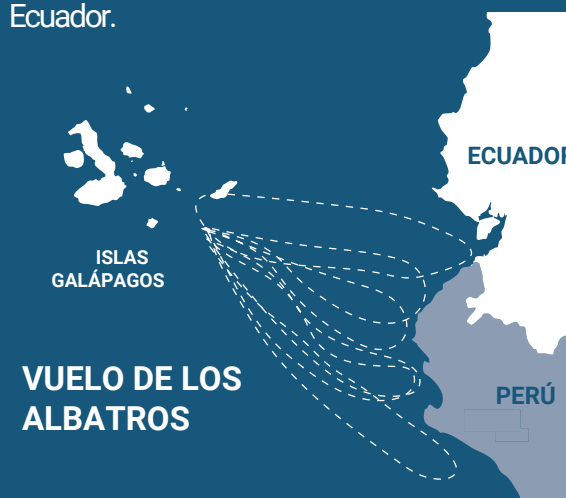 Ecuador.
ECUADOR
ISLAS
GALÁPAGOS
VUELO DE LOS
ALBATROS
PERÚ